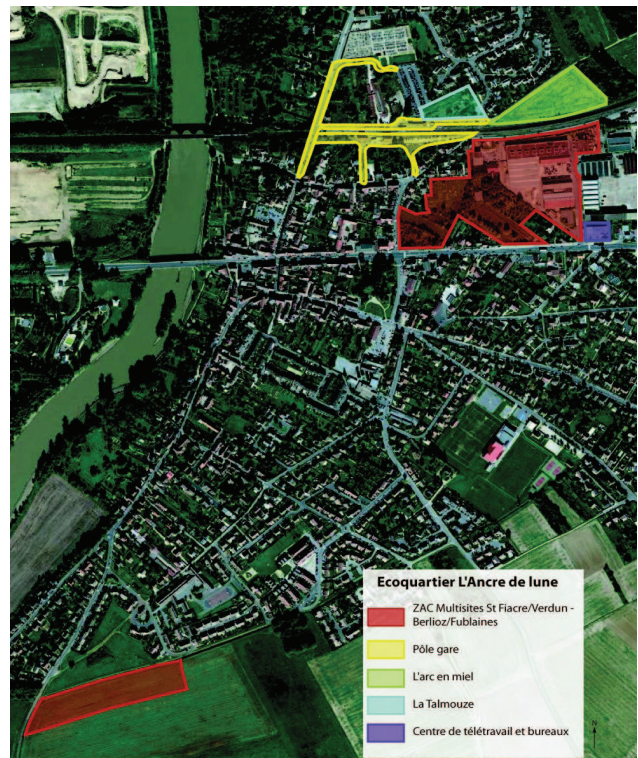 Ecoquartier L'Ancre de lune
ZAC Multisites St Fiacre/Verdun -
Berlioz/Fublaines
Pôle gare
L'arc en miel
La Talmouze
Centre de télétravail et bureaux
N